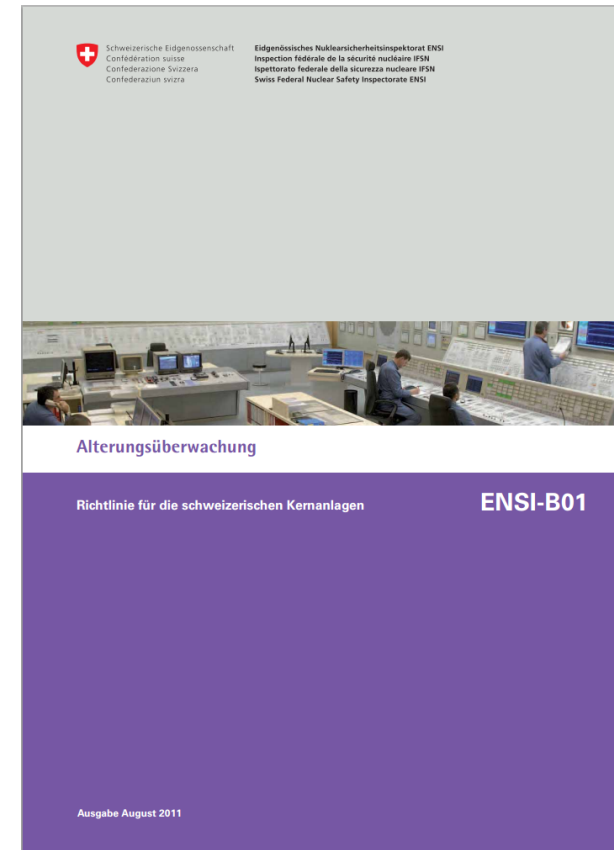 Schweizerische Eidgenossenschaft
Confédération suisse
Confederazione Svizzera
Confederaziun svizra
Eidgenössisches Nuklearsicherheitsinspektorat ENSI
Inspection fédérale de la sécurité nucléaire IFSN
Ispettorato federale della sicurezza nucleare IFSN
Swiss Federal Nuclear Safety Inspectorate ENSI
Alterungsüberwachung
Richtlinie für die schweizerischen Kernanlagen
ENSI-B01
Ausgabe August 2011